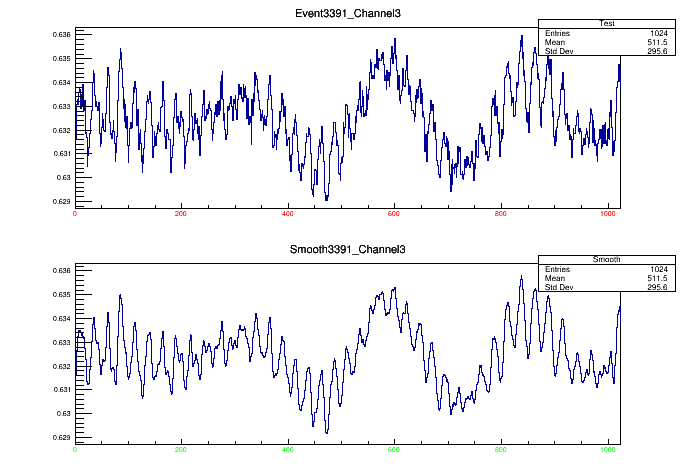 Event3391_Channel3
Test
Entries 1024
Mean 511.5
Std Dev 295.6
0.636
0.635
0.634
0.633
0.632
0.631
0.63
0.629
0 200 400 600 800 1000
Smooth3391_Channel3
Smooth
Entries 1024
Mean 511.5
Std Dev 295.6
0.636
0.635
0.634
0.633
0.632
0.631
0.63
0.629
0 200 400 600 800 1000